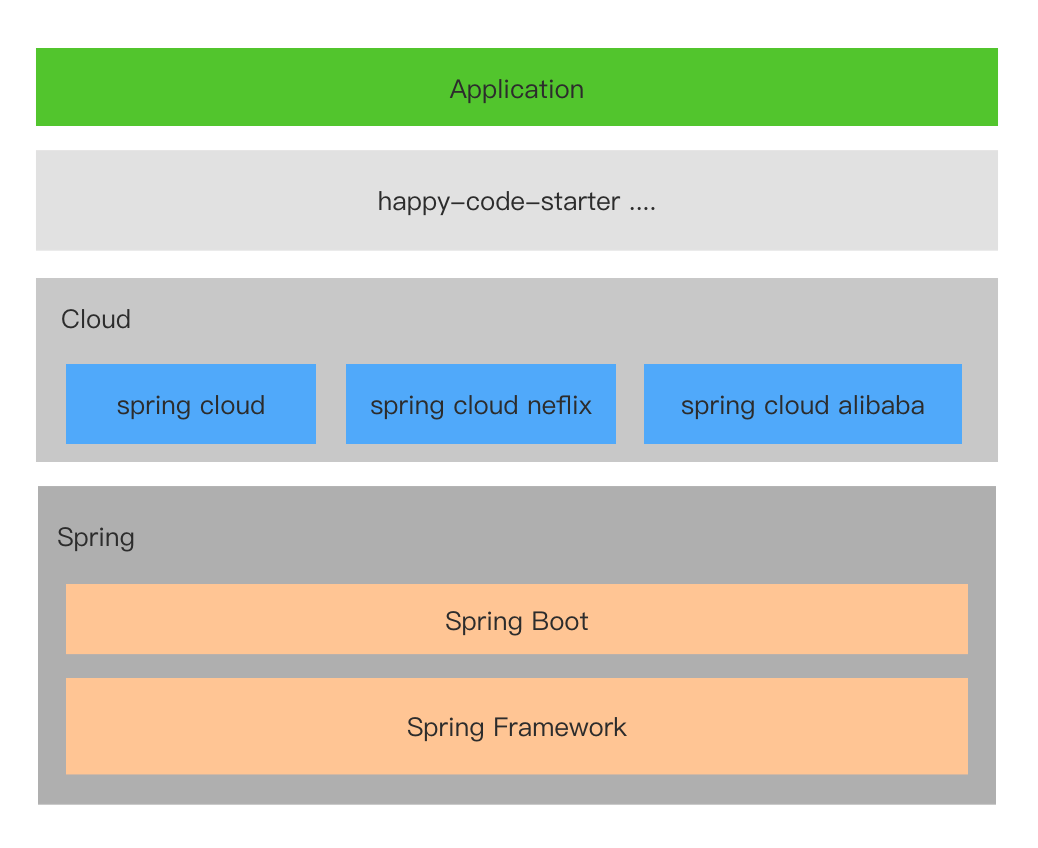 Application
happy-code-starter ....
Cloud
spring cloud
spring cloud neflix
spring cloud alibaba
Spring
Spring Boot
Spring Framework